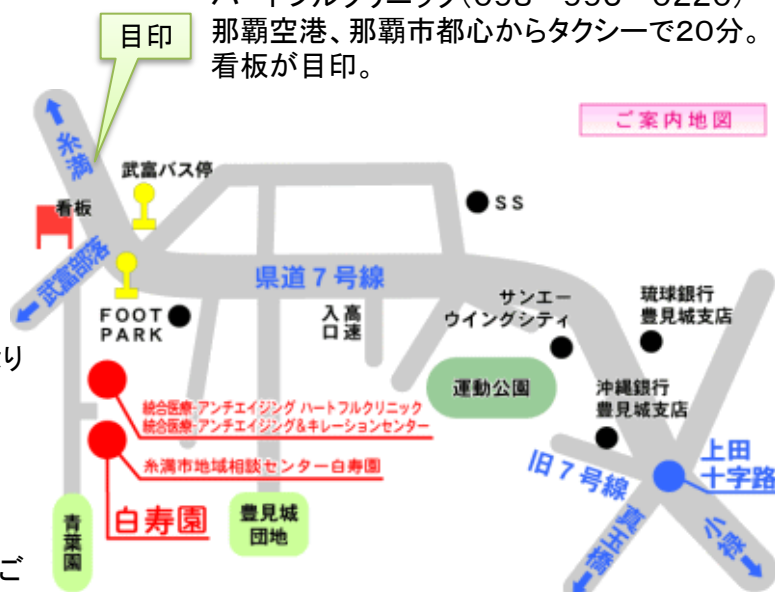 那覇空港、那覇市都心からタクシーで20分。
看板が目印。
目印
ご案内地図
糸満
武富バス停
看板
武富部落
SS
県道7号線
サンエー
ウイングシティ
琉球銀行
豊見城支店
FOOT
PARK
高速
入口
運動公園
沖縄銀行
豊見城支店
統合医療・アンチエイジング ハートフルクリニック
統合医療・アンチエイジング&キレーションセンター
糸満市地域相談センター白寿園
白寿園
上田
十字路
旧7号線
真玉橋
小禄
青葉園
豊見城
団地
り
ご